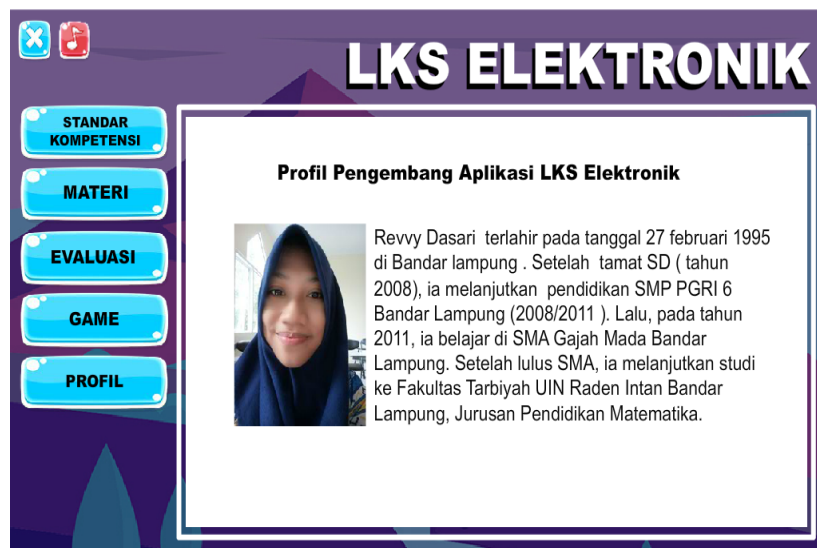 LKS ELEKTRONIK
STANDAR
KOMPETENSI
MATERI
EVALUASI
GAME
PROFIL
Profil Pengembang Aplikasi LKS Elektronik
Revvy Dasari terlahir pada tanggal 27 februari 1995
di Bandar lampung . Setelah tamat SD ( tahun
2008), ia melanjutkan pendidikan SMP PGRI 6
Bandar Lampung (2008/2011 ). Lalu, pada tahun
2011, ia belajar di SMA Gajah Mada Bandar
Lampung. Setelah lulus SMA, ia melanjutkan studi
ke Fakultas Tarbiyah UIN Raden Intan Bandar
Lampung, Jurusan Pendidikan Matematika.